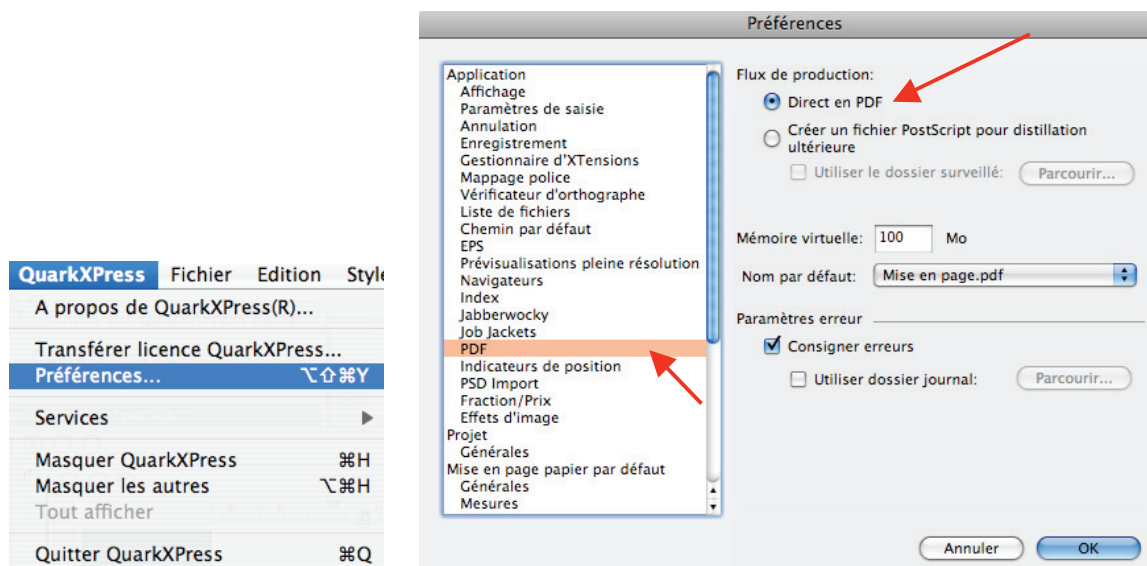 QuarkXPress Fichier Edition Style
A propos de QuarkXPress(R)...
Transférer licence QuarkXPress...
Préférences... ⌥⇧⌘Y
Services
Masquer QuarkXPress ⌘H
Masquer les autres ⌥⌘H
Tout afficher
Quitter QuarkXPress ⌘Q
Préférences
Application
Affichage
Paramètres de saisie
Annulation
Enregistrement
Gestionnaire d'XTensions
Mappage police
Vérificateur d'orthographe
Liste de fichiers
Chemin par défaut
EPS
Prévisualisations pleine résolution
Navigateurs
Index
Jabberwocky
Job Jackets
PDF
Indicateurs de position
PSD Import
Fraction/Prix
Effets d'image
Projet
Générales
Mise en page papier par défaut
Générales
Mesures
Flux de production:
Direct en PDF
Créer un fichier PostScript pour distillation
ultérieure
Utiliser le dossier surveillé: Parcourir...
Mémoire virtuelle: 100 Mo
Nom par défaut: Mise en page.pdf
Paramètres erreur
Consigner erreurs
Utiliser dossier journal: Parcourir...
Annuler OK